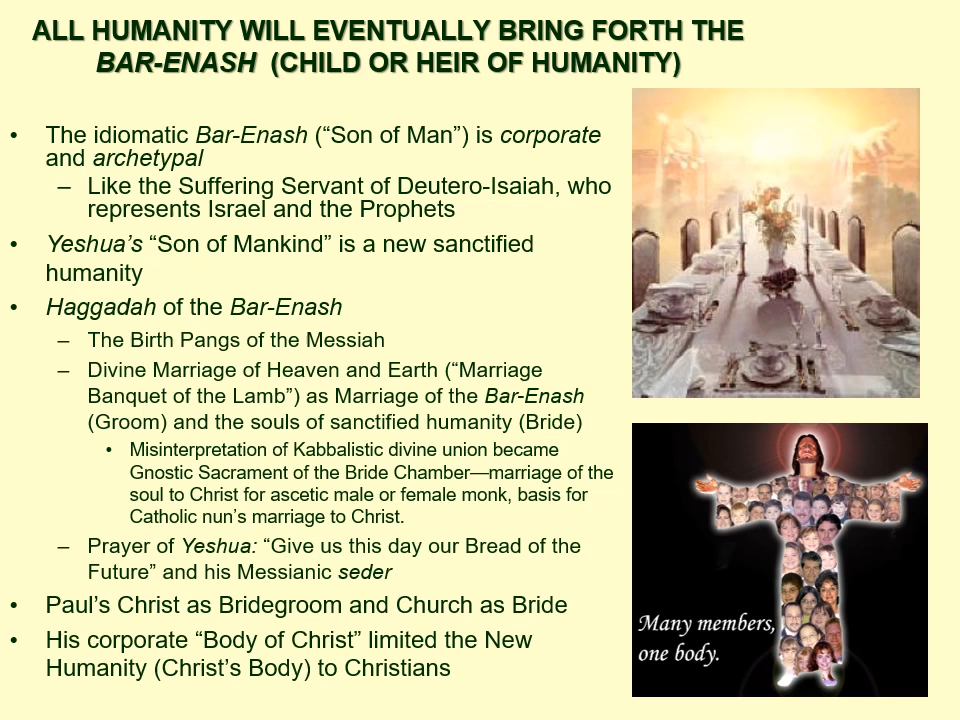 ALL HUMANITY WILL EVENTUALLY BRING FORTH THE
BAR-ENASH (CHILD OR HEIR OF HUMANITY)
• The idiomatic Bar-Enash (“Son of Man”) is corporate
and archetypal
– Like the Suffering Servant of Deutero-Isaiah, who
represents Israel and the Prophets
• Yeshua’s “Son of Mankind” is a new sanctified
humanity
• Haggadah of the Bar-Enash
– The Birth Pangs of the Messiah
– Divine Marriage of Heaven and Earth (“Marriage
Banquet of the Lamb”) as Marriage of the Bar-Enash
(Groom) and the souls of sanctified humanity (Bride)
• Misinterpretation of Kabbalistic divine union became
Gnostic Sacrament of the Bride Chamber—marriage of the
soul to Christ for ascetic male or female monk, basis for
Catholic nun’s marriage to Christ.
– Prayer of Yeshua: “Give us this day our Bread of the
Future” and his Messianic seder
• Paul’s Christ as Bridegroom and Church as Bride
• His corporate “Body of Christ” limited the New
Humanity (Christ’s Body) to Christians
Many members,
one body.